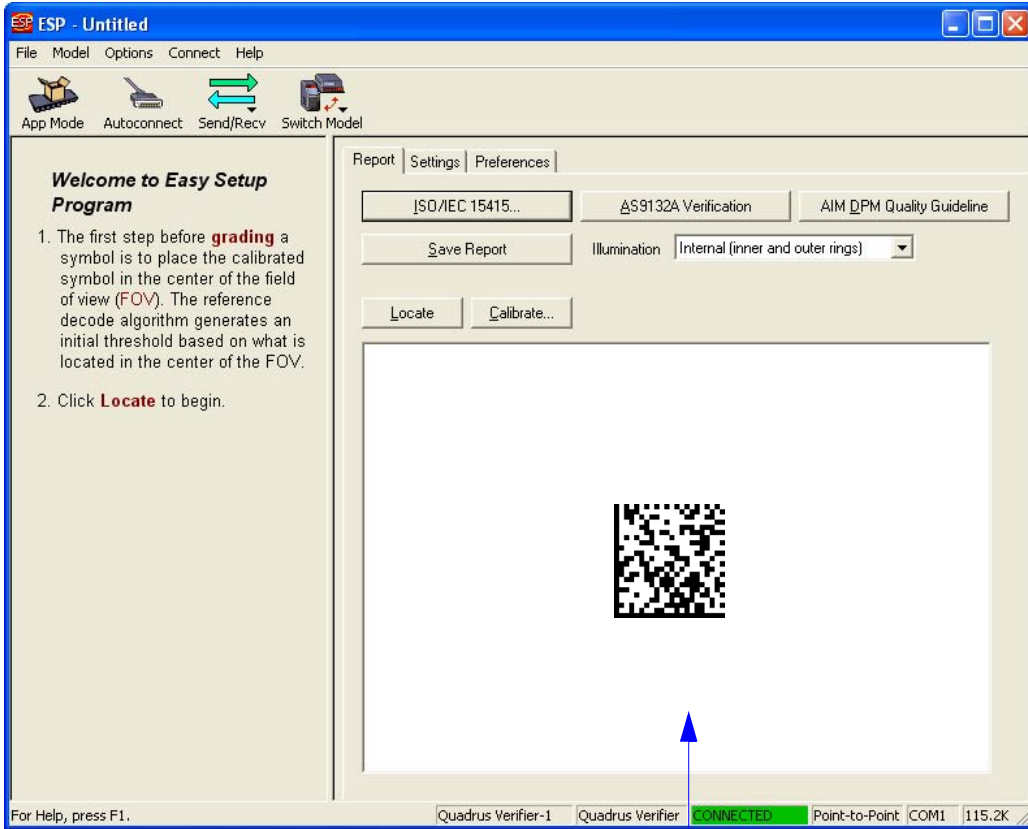 ESP - Untitled
File Model Options Connect Help
App Mode Autoconnect Send/Recv Switch Model
Welcome to Easy Setup
Program
1. The first step before grading a
symbol is to place the calibrated
symbol in the center of the field
of view (FOV). The reference
decode algorithm generates an
initial threshold based on what is
located in the center of the FOV.
2. Click Locate to begin.
Report Settings Preferences
ISO/IEC 15415... AS9132A Verification AIM DPM Quality Guideline
Save Report Illumination Internal (inner and outer rings)
Locate Calibrate...
For Help, press F1. Quadrus Verifier-1 Quadrus Verifier CONNECTED Point-to-Point COM1 115.2K